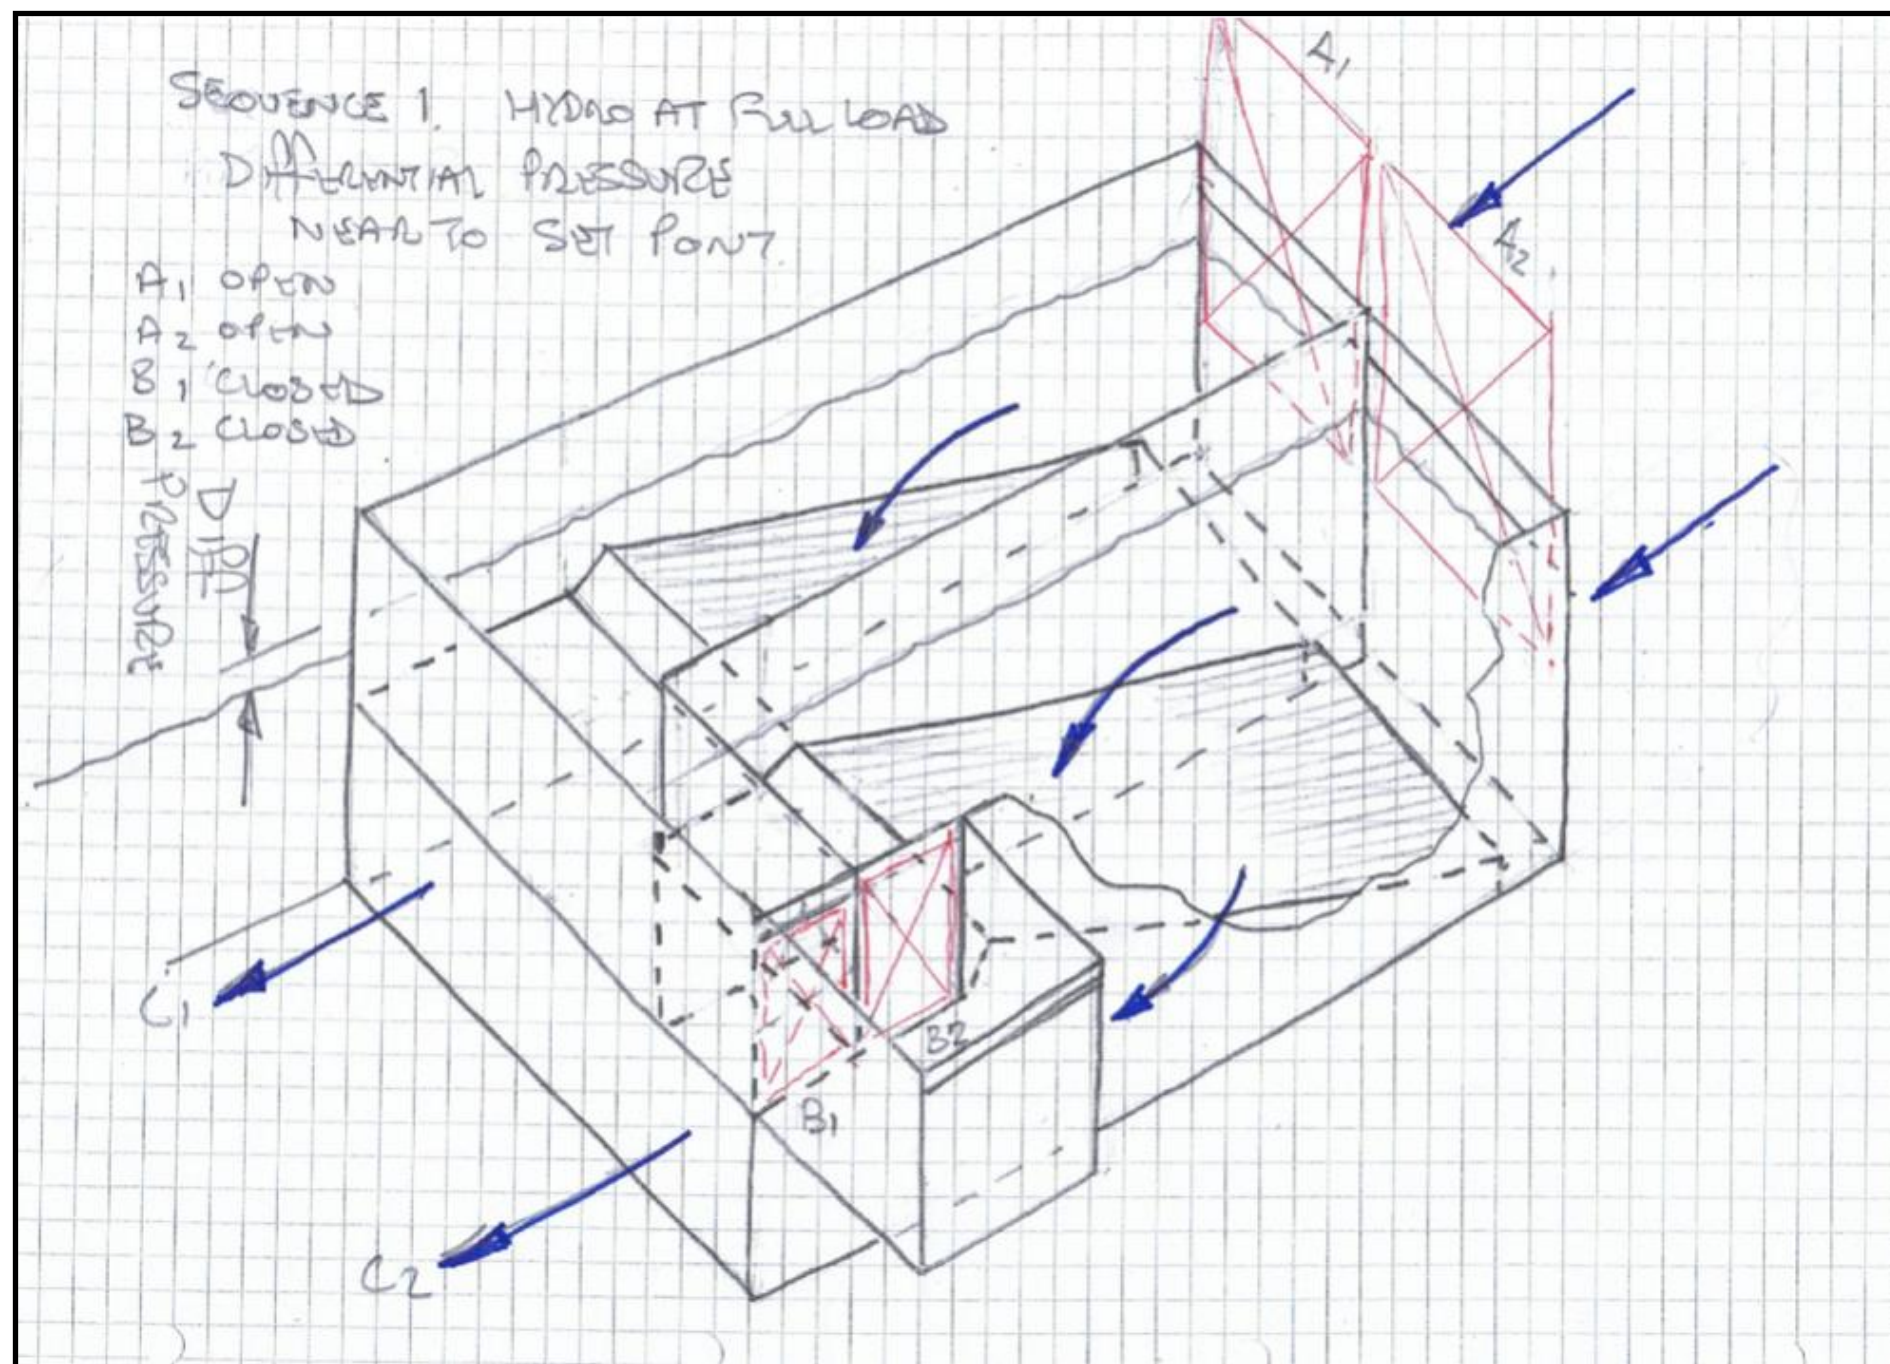 SEQUENCE 1. HYDRO AT FULL LOAD
DIFFERENTIAL PRESSURE
NEAR TO SET PONT
A1 OPEN
A2 OPEN
B1 CLOSED
B2 CLOSED
DIFF
PRESSURE
A1
A2
B2
B1
C1
C2